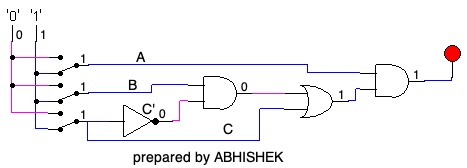 '0' '1'
0 1
1 A
1 B 0 1 1
1 C' 0
C
prepared by ABHISHEK